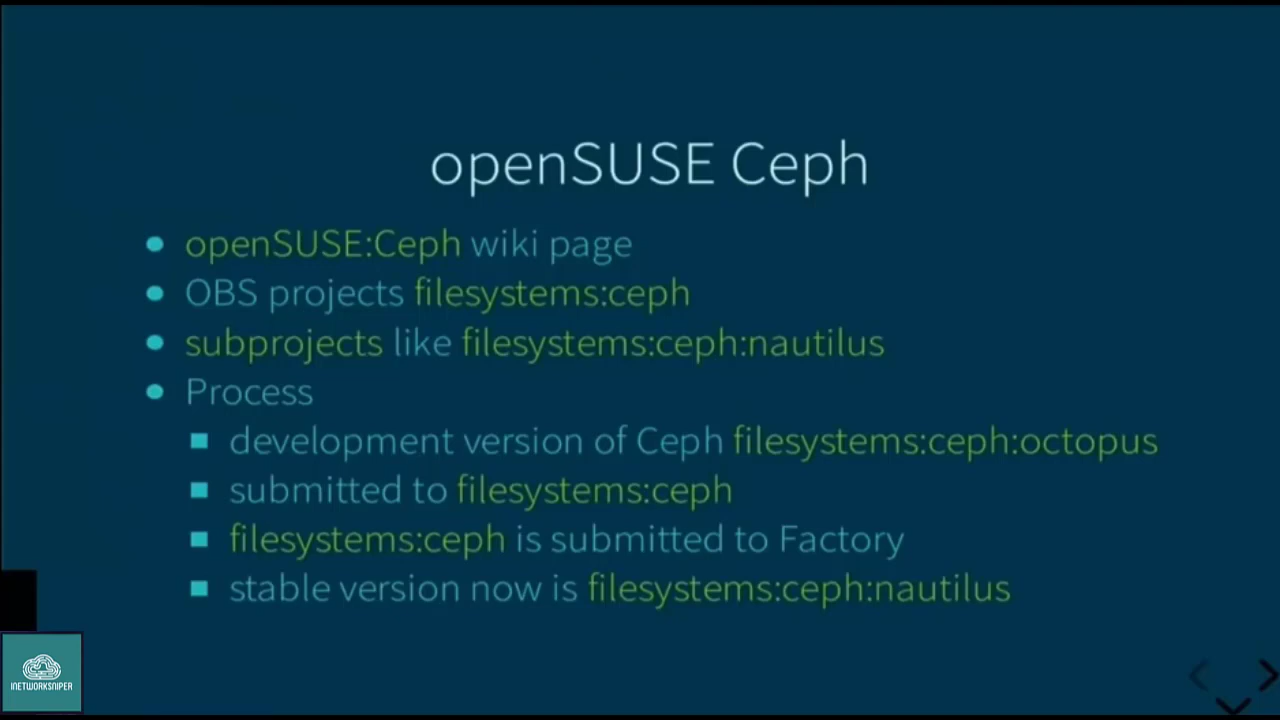 openSUSE Ceph
openSUSE:Ceph wiki page
OBS projects filesystems:ceph
subprojects like filesystems:ceph:nautilus
Process
development version of Ceph filesystems:ceph:octopus
submitted to filesystems:ceph
filesystems:ceph is submitted to Factory
stable version now is filesystems:ceph:nautilus
INETWORKSNIPER